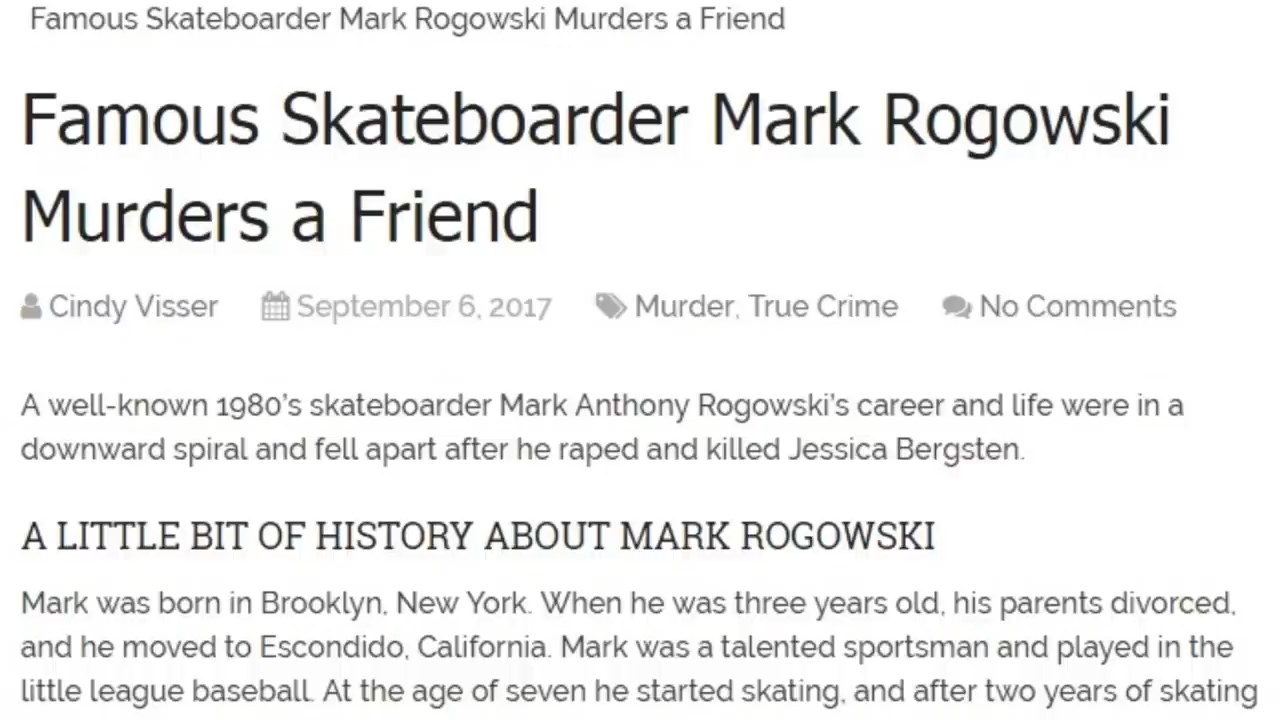 Famous Skateboarder Mark Rogowski Murders a Friend
Famous Skateboarder Mark Rogowski
Murders a Friend
Cindy Visser September 6, 2017 Murder, True Crime No Comments
A well-known 1980's skateboarder Mark Anthony Rogowski's career and life were in a
downward spiral and fell apart after he raped and killed Jessica Bergsten.
A LITTLE BIT OF HISTORY ABOUT MARK ROGOWSKI
Mark was born in Brooklyn, New York. When he was three years old, his parents divorced,
and he moved to Escondido, California. Mark was a talented sportsman and played in the
little league baseball. At the age of seven he started skating, and after two years of skating